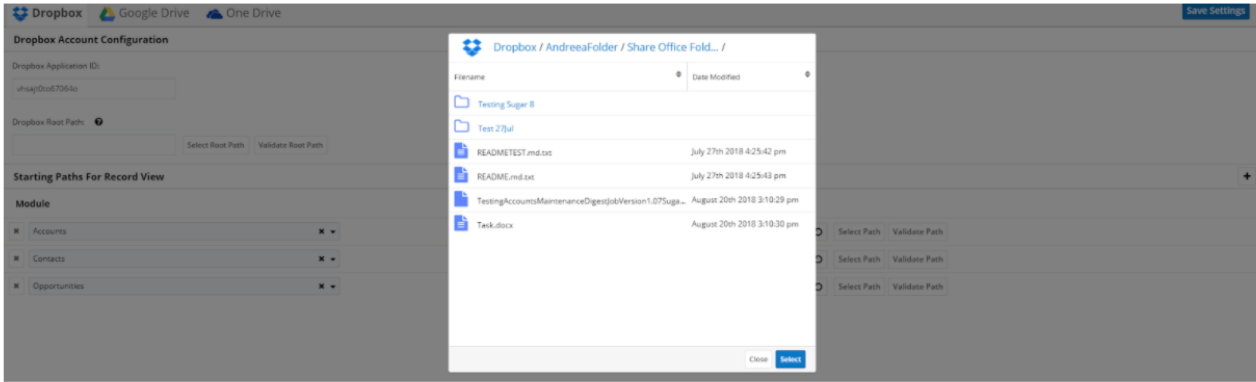 Dropbox Google Drive One Drive Save Settings
Dropbox Account Configuration
Dropbox Application ID:
Dropbox Root Path:
Select Root Path Validate Root Path
Starting Paths For Record View
Module
Accounts Select Path Validate Path
Contacts Select Path Validate Path
Opportunities Select Path Validate Path
Dropbox / AndreeaFolder / Share Office Fold... /
Filename Date Modified
Testing Sugar 8
Test 27Jul
READMETEST.md.txt July 27th 2018 4:25:42 pm
README.md.txt July 27th 2018 4:25:43 pm
TestingAccountsMaintenanceDigestJobVersion1.07Suga... August 20th 2018 3:10:29 pm
Task.docx August 20th 2018 3:10:30 pm
Close Select